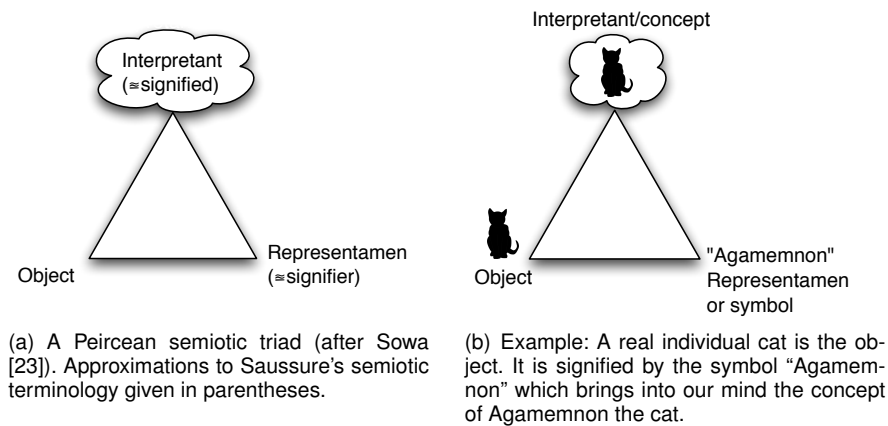 Interpretant
(≅signified)
Object
Representamen
(≅signifier)
(a) A Peircean semiotic triad (after Sowa
[23]). Approximations to Saussure's semiotic
terminology given in parentheses.
Interpretant/concept
Object
"Agamemnon"
Representamen
or symbol
(b) Example: A real individual cat is the ob-
ject. It is signified by the symbol “Agamem-
non” which brings into our mind the concept
of Agamemnon the cat.